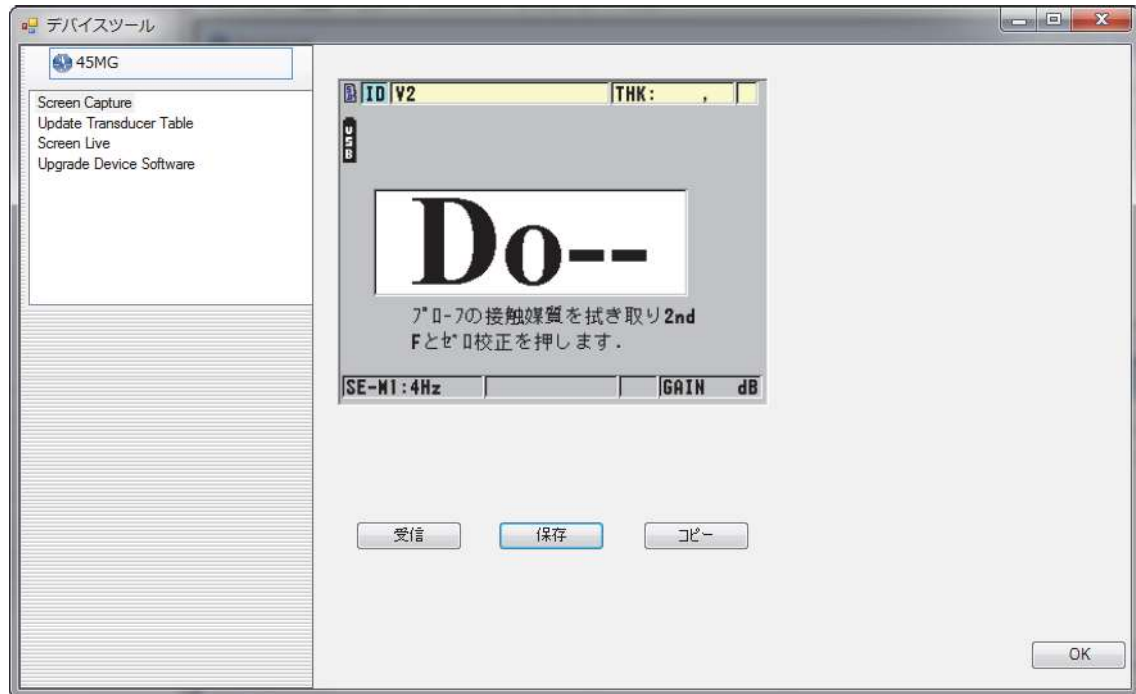 デバイスツール
45MG
Screen Capture
Update Transducer Table
Screen Live
Upgrade Device Software
ID V2 THK: ,
USB
Do--
ﾌﾟﾛｰﾌの接触媒質を拭き取り2nd
Fとｾﾞﾛ校正を押します.
SE-M1:4Hz GAIN dB
受信 保存 コピー
OK